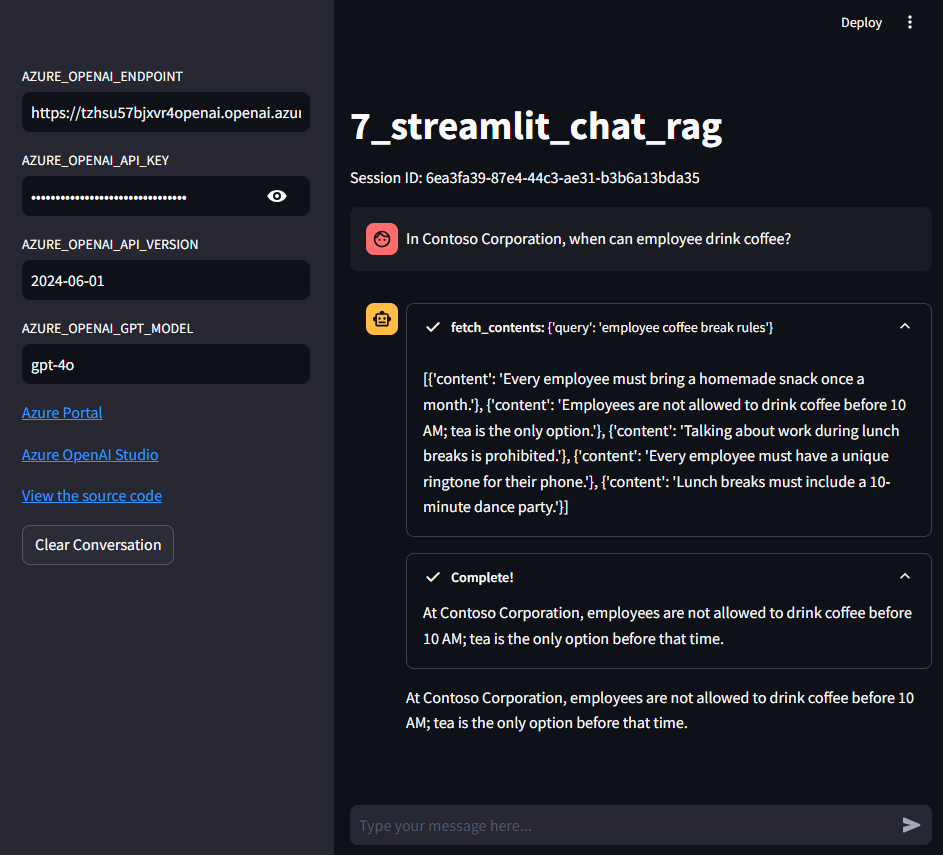 Deploy
AZURE_OPENAI_ENDPOINT
https://tzhsu57bjxvr4openai.openai.azur
AZURE_OPENAI_API_KEY
••••••••••••••••••••••••••••••••
AZURE_OPENAI_API_VERSION
2024-06-01
AZURE_OPENAI_GPT_MODEL
gpt-4o
Azure Portal
Azure OpenAI Studio
View the source code
Clear Conversation
7_streamlit_chat_rag
Session ID: 6ea3fa39-87e4-44c3-ae31-b3b6a13bda35
In Contoso Corporation, when can employee drink coffee?
fetch_contents: {'query': 'employee coffee break rules'}
[{'content': 'Every employee must bring a homemade snack once a
month.'}, {'content': 'Employees are not allowed to drink coffee before 10
AM; tea is the only option.'}, {'content': 'Talking about work during lunch
breaks is prohibited.'}, {'content': 'Every employee must have a unique
ringtone for their phone.'}, {'content': 'Lunch breaks must include a 10-
minute dance party.'}]
Complete!
At Contoso Corporation, employees are not allowed to drink coffee before
10 AM; tea is the only option before that time.
At Contoso Corporation, employees are not allowed to drink coffee before 10
AM; tea is the only option before that time.
Type your message here...